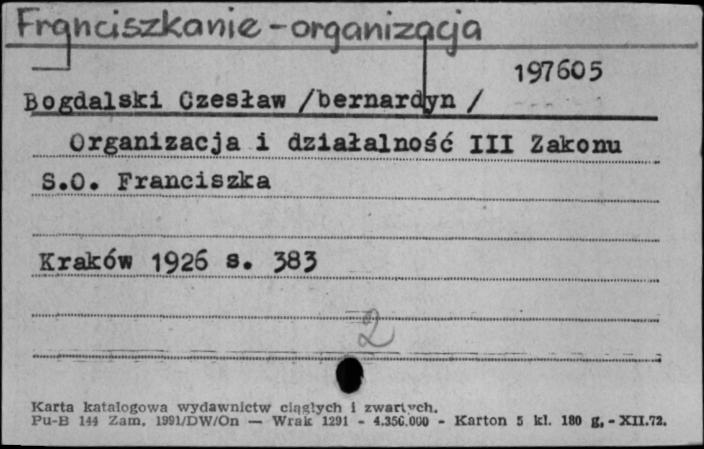 Franciszkanie - organizacja
197605
Bogdalski Czesław /bernardyn /
Organizacja i działalność III Zakonu
S.O. Franciszka
Kraków 1926 s. 383
2
Karta katalogowa wydawnictw ciągłych i zwartych.
Pu-B 144 Zam. 1991/DW/On — Wrak 1291 - 4.356.000 - Karton 5 kl. 180 g. - XII.72.